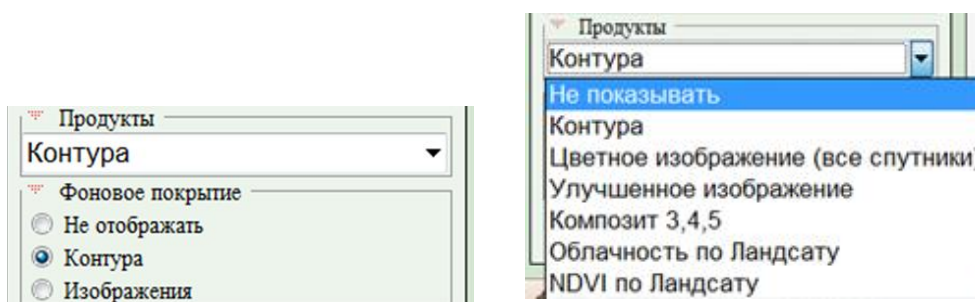 Продукты
Контура
Фоновое покрытие
Не отображать
Контура
Изображения
Продукты
Контура
Не показывать
Контура
Цветное изображение (все спутники)
Улучшенное изображение
Композит 3,4,5
Облачность по Ландсату
NDVI по Ландсату